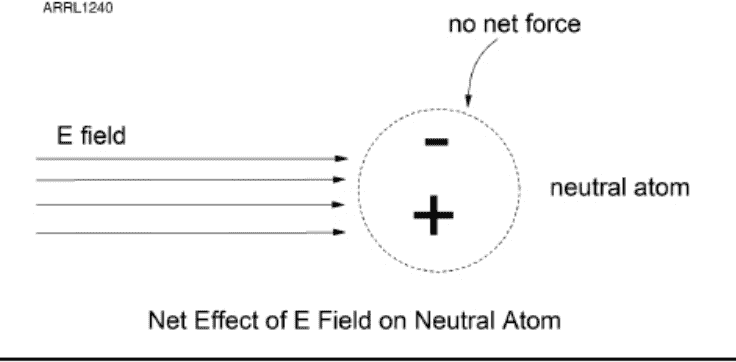 ARRL1240
no net force
E field
-
+
neutral atom
Net Effect of E Field on Neutral Atom